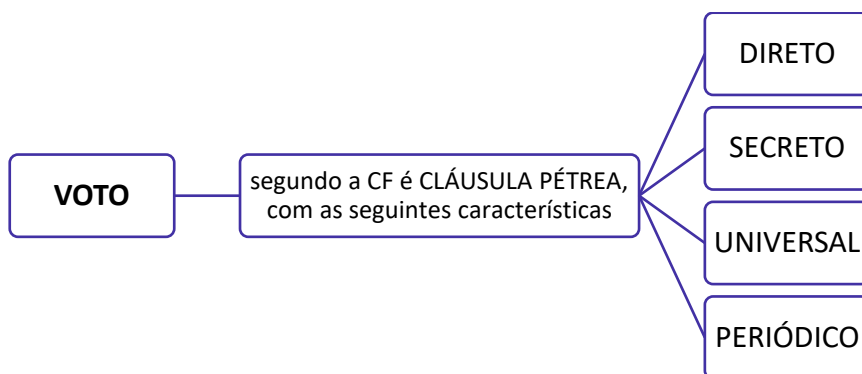 VOTO
segundo a CF é CLÁUSULA PÉTREA,
com as seguintes características
DIRETO
SECRETO
UNIVERSAL
PERIÓDICO